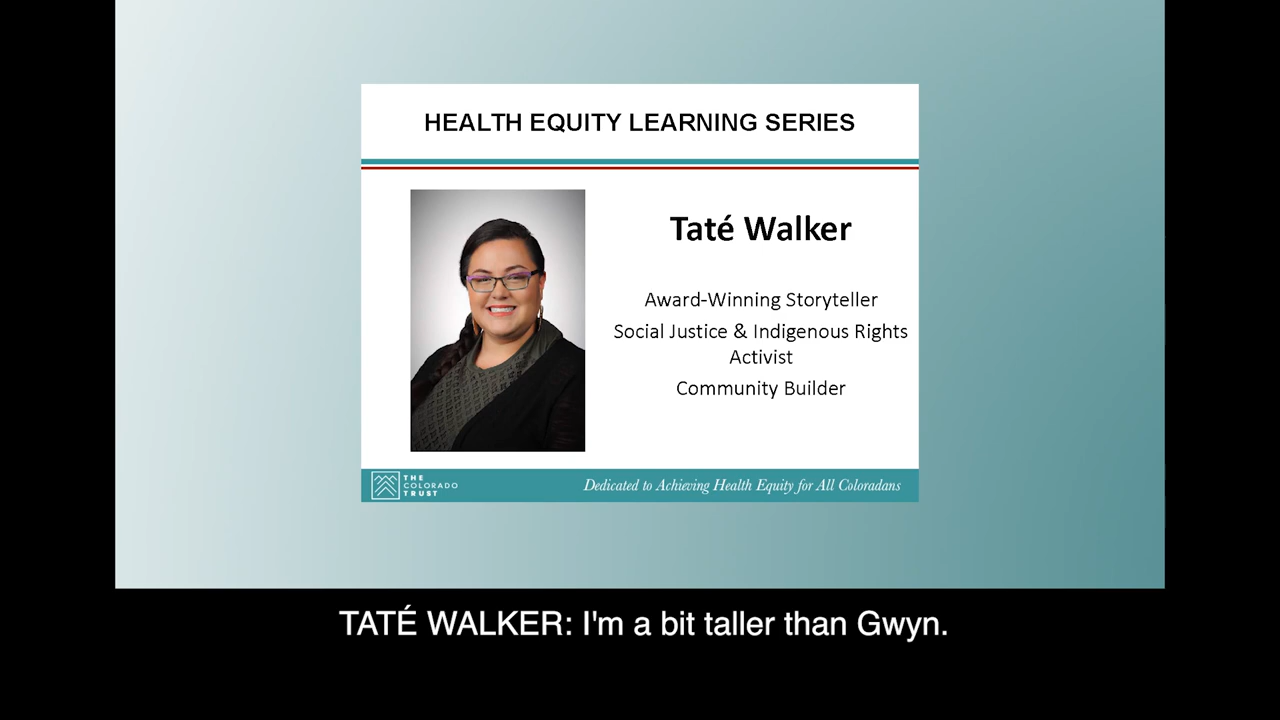 HEALTH EQUITY LEARNING SERIES
Taté Walker
Award-Winning Storyteller
Social Justice & Indigenous Rights
Activist
Community Builder
THE
COLORADO
TRUST
Dedicated to Achieving Health Equity for All Coloradans
TATÉ WALKER: I'm a bit taller than Gwyn.